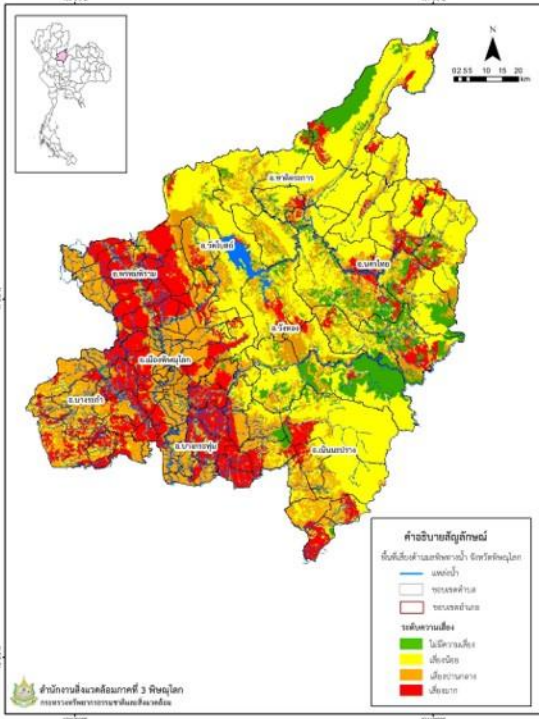 N
0 2.5 5 10 15 20
km
อ.ชาติตระการ
อ.วัดโบสถ์
อ.นครไทย
อ.พรหมพิราม
อ.วังทอง
อ.เมืองพิษณุโลก
อ.บางระกำ
อ.บางกระทุ่ม
อ.เนินมะปราง
คำอธิบายสัญลักษณ์
พื้นที่เสี่ยงด้านมลพิษทางน้ำ จังหวัดพิษณุโลก
แหล่งน้ำ
ขอบเขตตำบล
ขอบเขตอำเภอ
ระดับความเสี่ยง
ไม่มีความเสี่ยง
เสี่ยงน้อย
เสี่ยงปานกลาง
เสี่ยงมาก
สำนักงานสิ่งแวดล้อมภาคที่ 3 พิษณุโลก
กระทรวงทรัพยากรธรรมชาติและสิ่งแวดล้อม